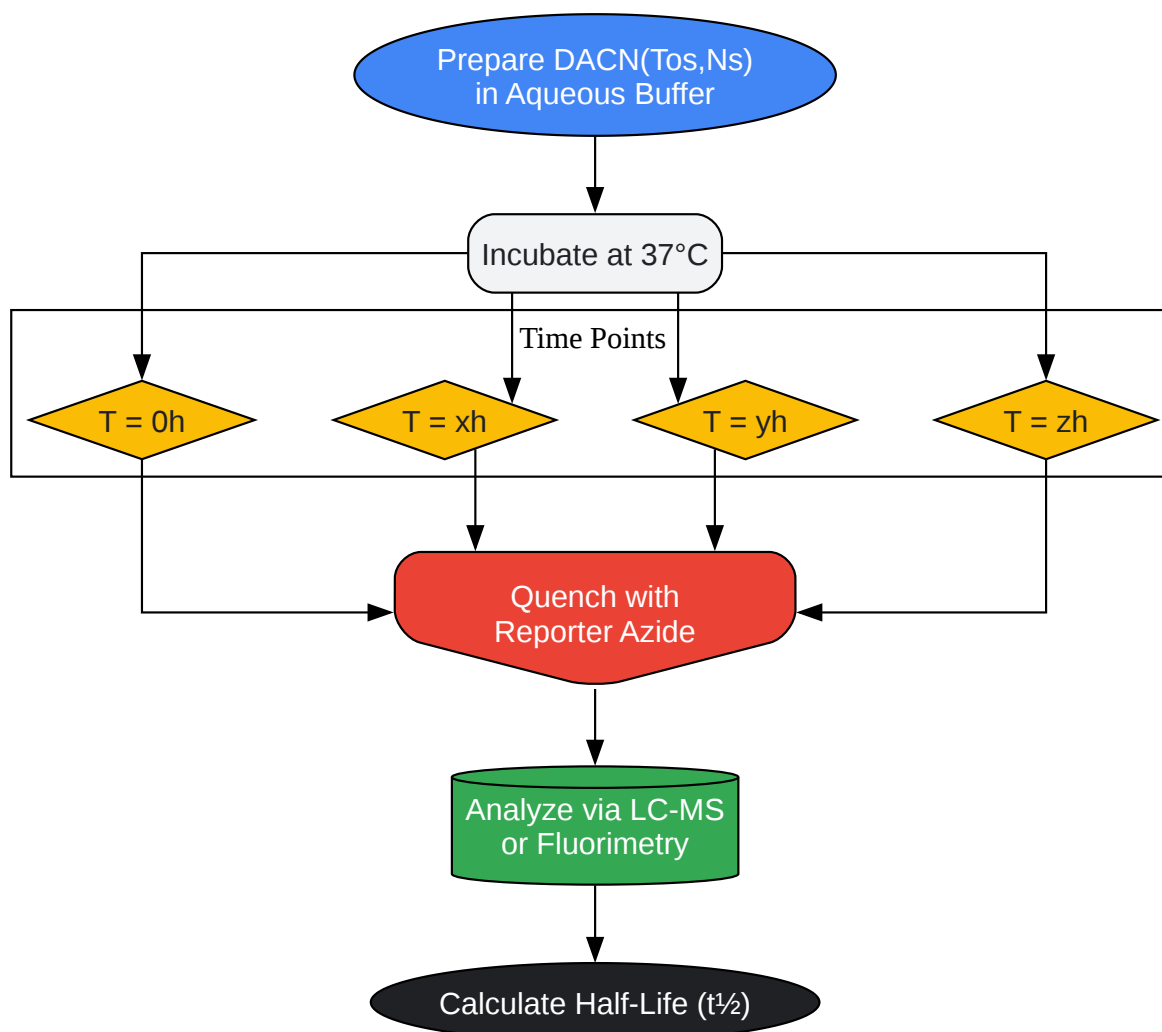 Prepare DACN(Tos,Ns)
in Aqueous Buffer
Incubate at 37°C
Time Points
T = 0h
T = xh
T = yh
T = zh
Quench with
Reporter Azide
Analyze via LC-MS
or Fluorimetry
Calculate Half-Life (t½)